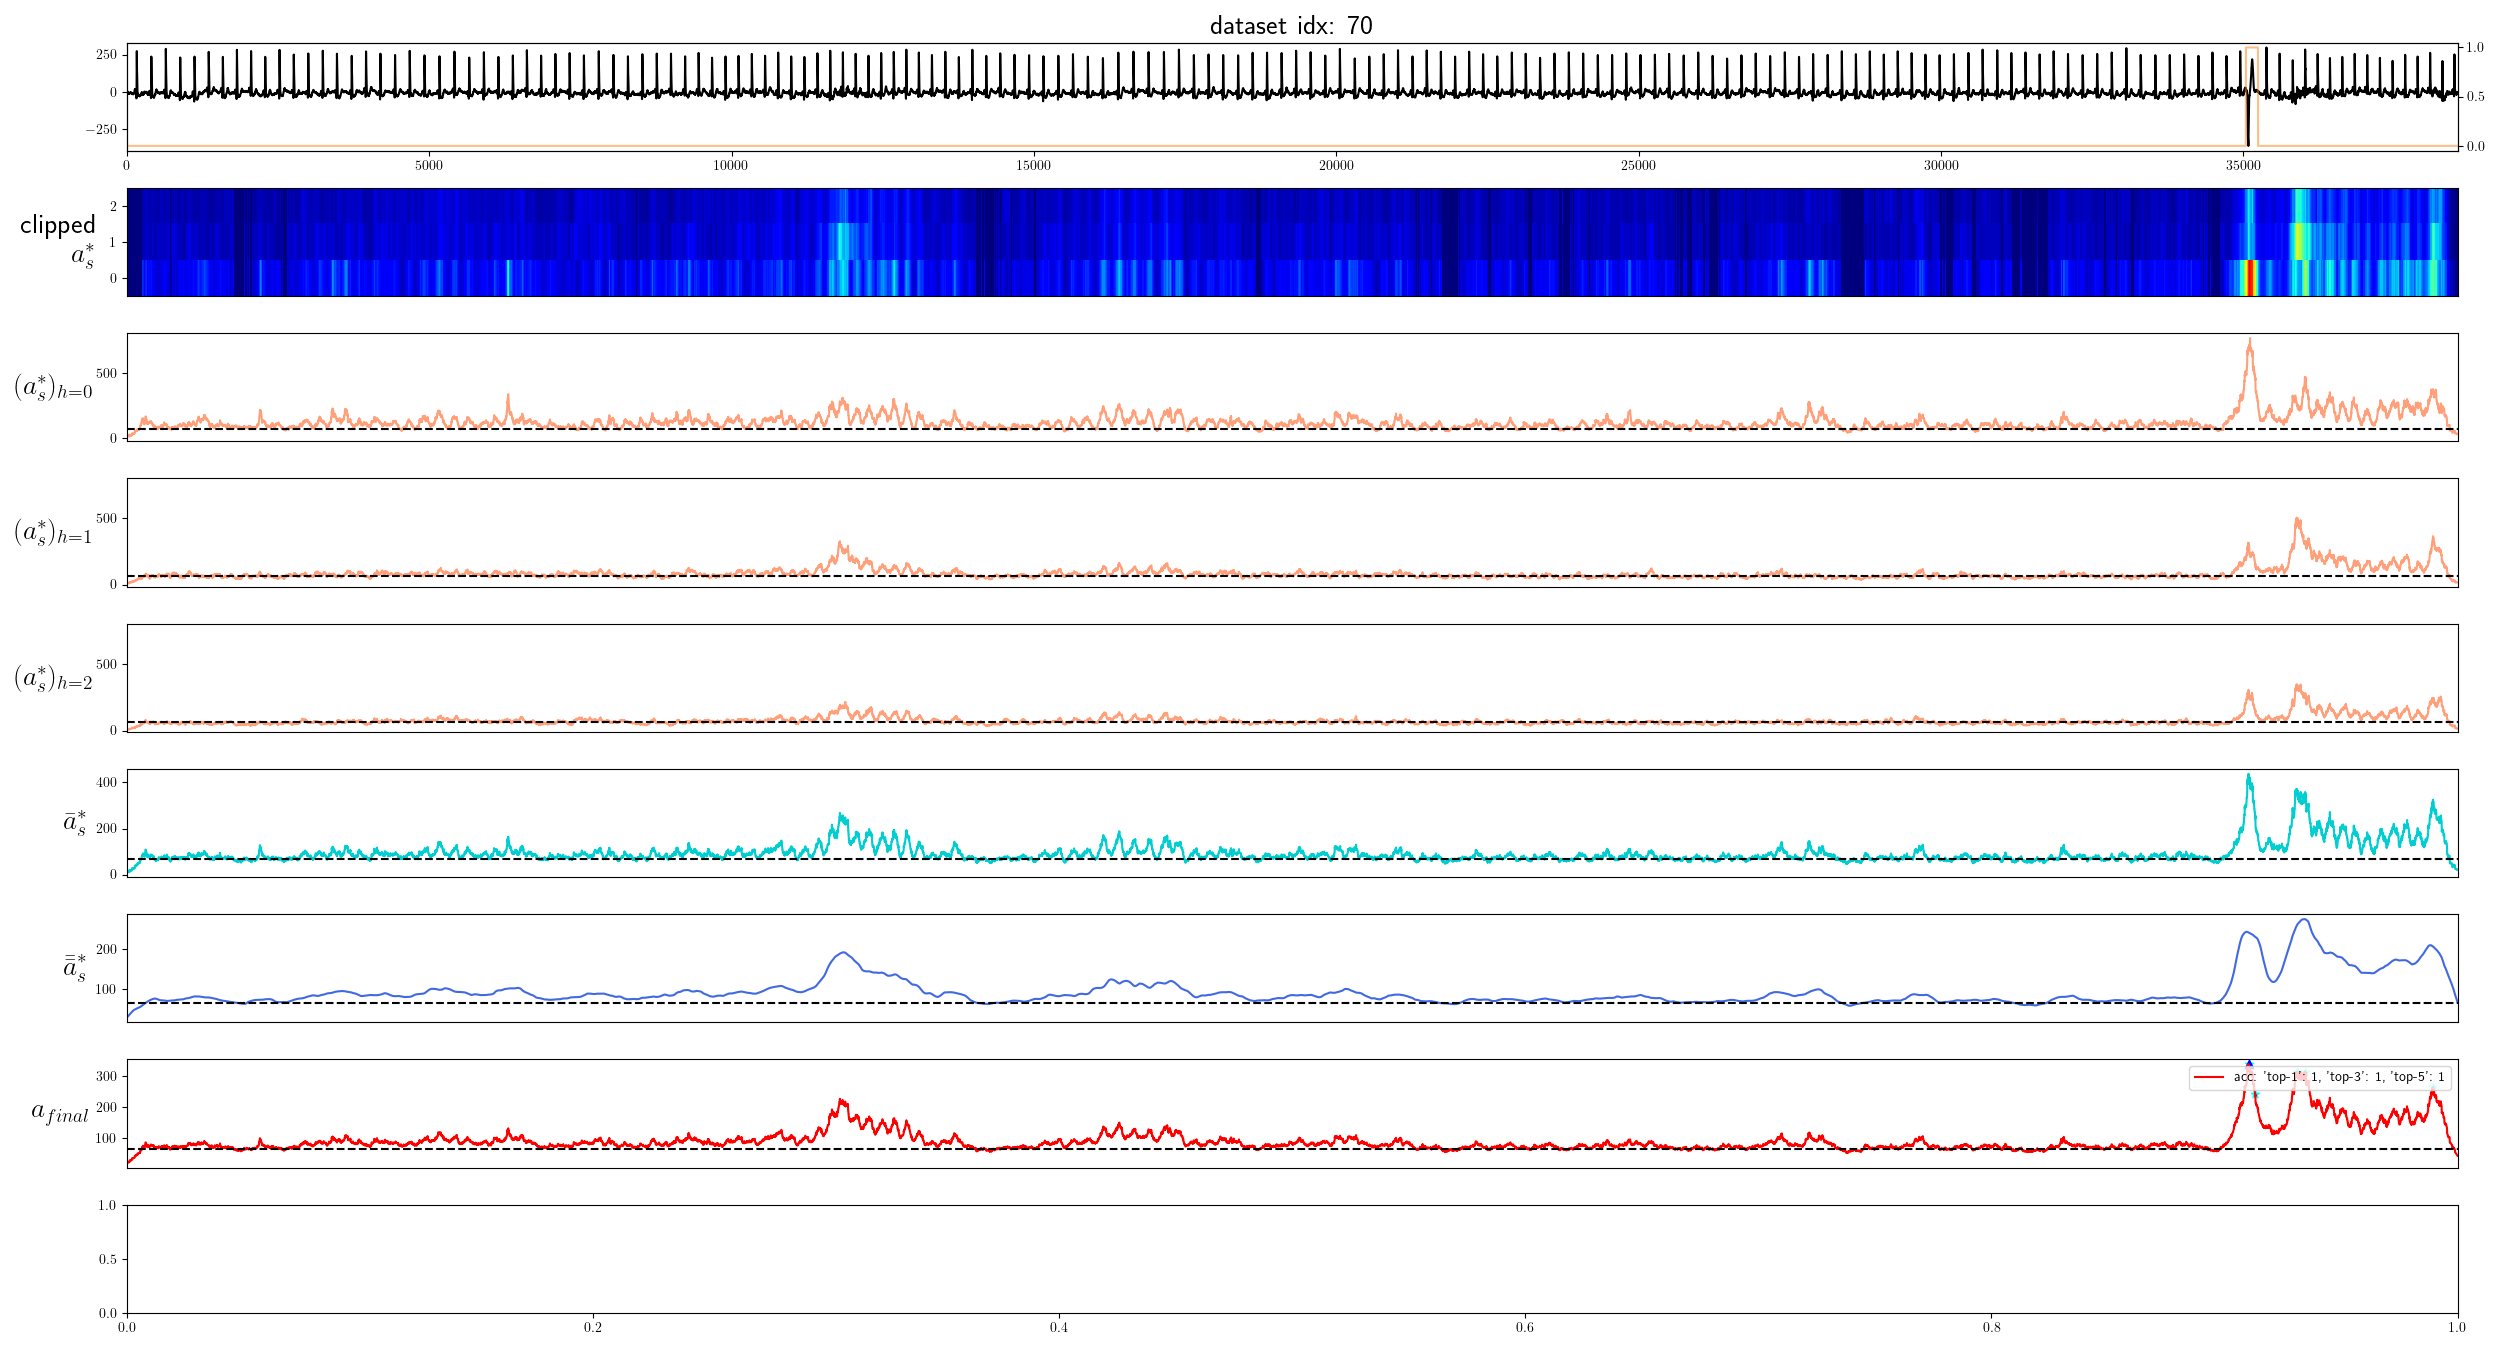 dataset idx: 70
250
0
−250
1.0
0.5
0.0
0 5000 10000 15000 20000 25000 30000 35000
clipped
a*s
2
1
0
(a*s)h=0
500
0
(a*s)h=1
500
0
(a*s)h=2
500
0
ā*s
400
200
0
ā̄*s
200
100
afinal
300
200
100
acc: 'top-1': 1, 'top-3': 1, 'top-5': 1
1.0
0.5
0.0
0.0 0.2 0.4 0.6 0.8 1.0